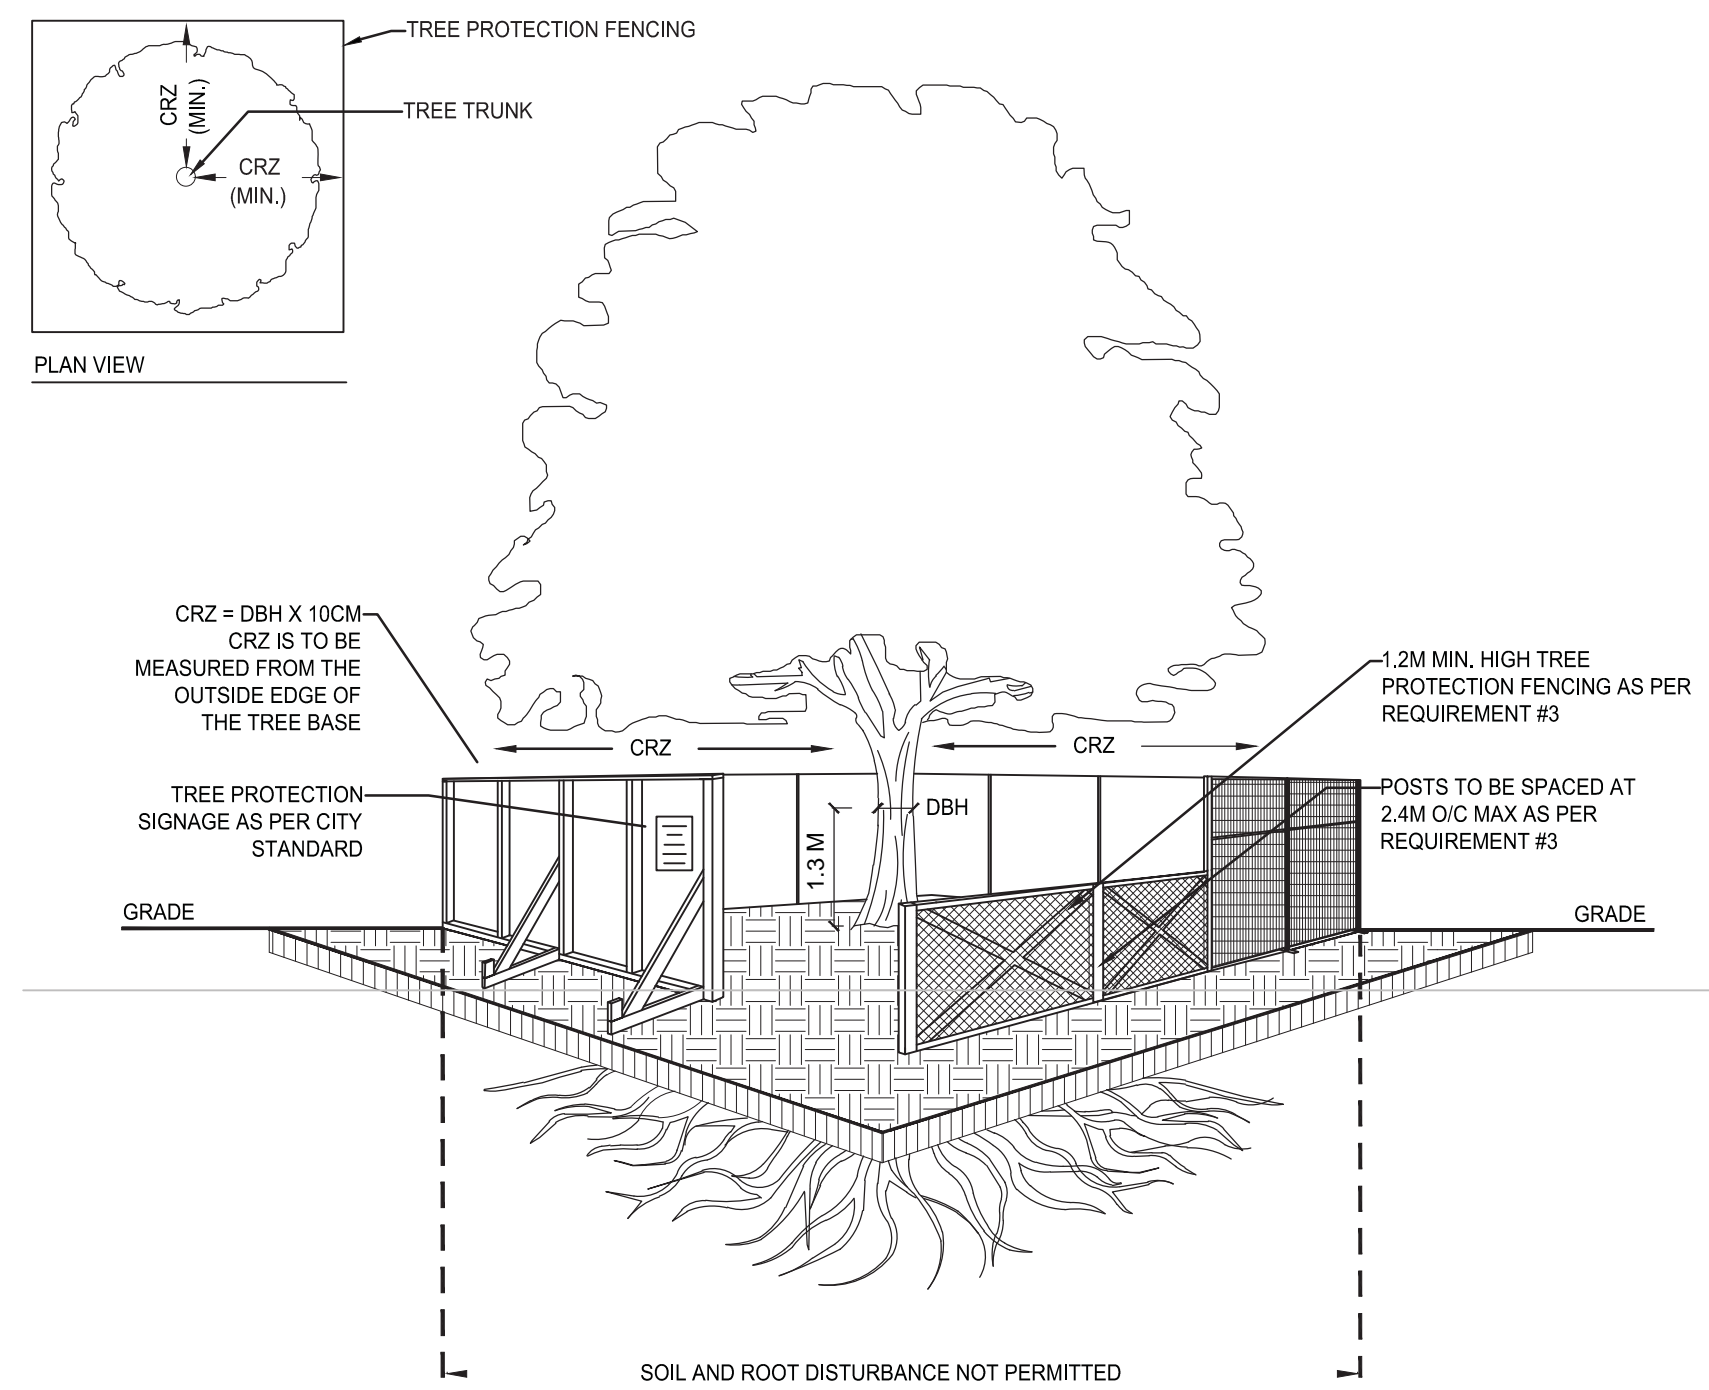 TREE PROTECTION FENCING
CRZ
(MIN.)
TREE TRUNK
CRZ
(MIN.)
PLAN VIEW
CRZ = DBH X 10CM
CRZ IS TO BE
MEASURED FROM THE
OUTSIDE EDGE OF
THE TREE BASE
1.2M MIN. HIGH TREE
PROTECTION FENCING AS PER
REQUIREMENT #3
CRZ
CRZ
TREE PROTECTION
SIGNAGE AS PER CITY
STANDARD
DBH
1.3 M
POSTS TO BE SPACED AT
2.4M O/C MAX AS PER
REQUIREMENT #3
GRADE
GRADE
SOIL AND ROOT DISTURBANCE NOT PERMITTED